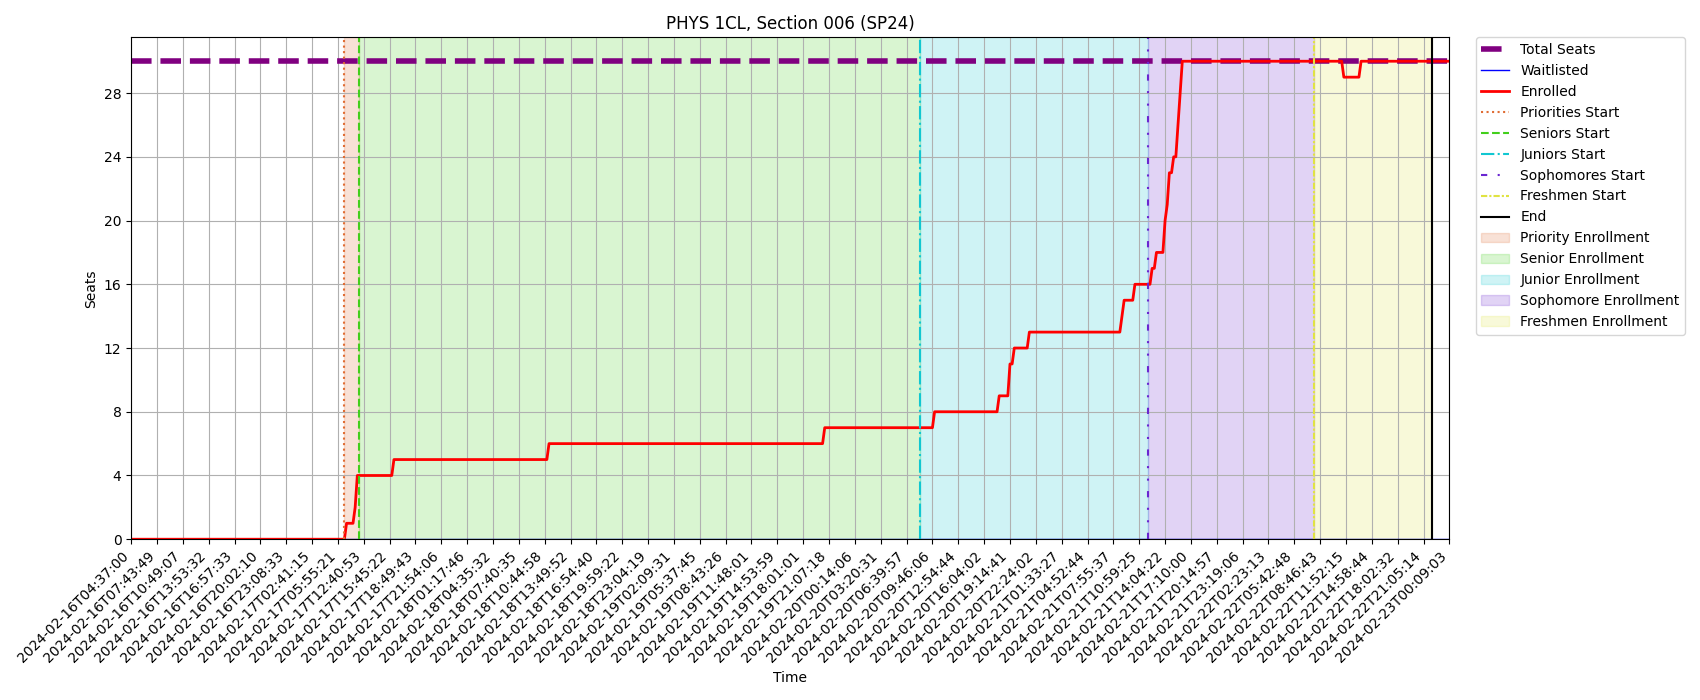 PHYS 1CL, Section 006 (SP24)
Seats
28
24
20
16
12
8
4
0
2024-02-16T04:37:00
2024-02-16T07:43:49
2024-02-16T10:49:07
2024-02-16T13:53:32
2024-02-16T16:57:33
2024-02-16T20:02:10
2024-02-16T23:08:33
2024-02-17T02:41:15
2024-02-17T05:55:21
2024-02-17T12:40:53
2024-02-17T15:45:22
2024-02-17T18:49:43
2024-02-17T21:54:06
2024-02-18T01:17:46
2024-02-18T04:35:32
2024-02-18T07:40:35
2024-02-18T10:44:58
2024-02-18T13:49:52
2024-02-18T16:54:40
2024-02-18T19:59:22
2024-02-18T23:04:19
2024-02-19T02:09:31
2024-02-19T05:37:45
2024-02-19T08:43:26
2024-02-19T11:48:01
2024-02-19T14:53:59
2024-02-19T18:01:01
2024-02-19T21:07:18
2024-02-20T00:14:06
2024-02-20T03:20:31
2024-02-20T06:39:57
2024-02-20T09:46:06
2024-02-20T12:54:44
2024-02-20T16:04:02
2024-02-20T19:14:41
2024-02-20T22:24:02
2024-02-21T01:33:27
2024-02-21T04:52:44
2024-02-21T07:55:37
2024-02-21T10:59:25
2024-02-21T14:04:22
2024-02-21T17:10:00
2024-02-21T20:14:57
2024-02-21T23:19:06
2024-02-22T02:23:13
2024-02-22T05:42:48
2024-02-22T08:46:43
2024-02-22T11:52:15
2024-02-22T14:58:44
2024-02-22T18:02:32
2024-02-22T21:05:14
2024-02-23T00:09:03
Time
Total Seats
Waitlisted
Enrolled
Priorities Start
Seniors Start
Juniors Start
Sophomores Start
Freshmen Start
End
Priority Enrollment
Senior Enrollment
Junior Enrollment
Sophomore Enrollment
Freshmen Enrollment